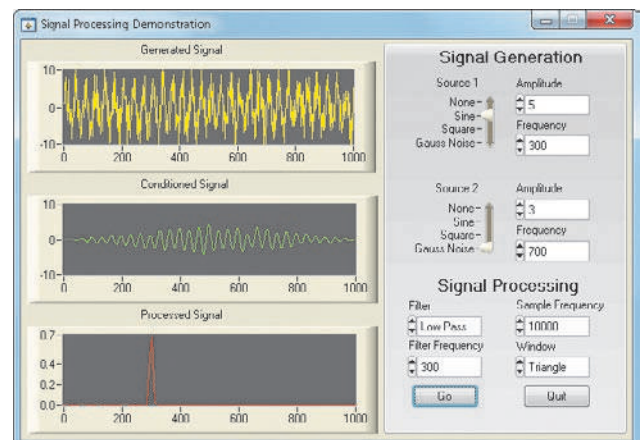 Signal Processing Demonstration
Generated Signal
10-
0-
-10-
0 200 400 600 800 1000
Conditioned Signal
10
0-
-10-
0 200 400 600 800 1000
Processed Signal
0.7-
0.4-
0.2-
0.0-
0 200 400 600 800 1000
Signal Generation
Source 1
None
Sine
Square
Gauss Noise
Amplitude
5
Frequency
300
Source 2
None
Sine
Square
Gauss Noise
Amplitude
3
Frequency
700
Signal Processing
Filter
Low Pass
Sample Frequency
10000
Filter Frequency
300
Window
Triangle
Go
Quit